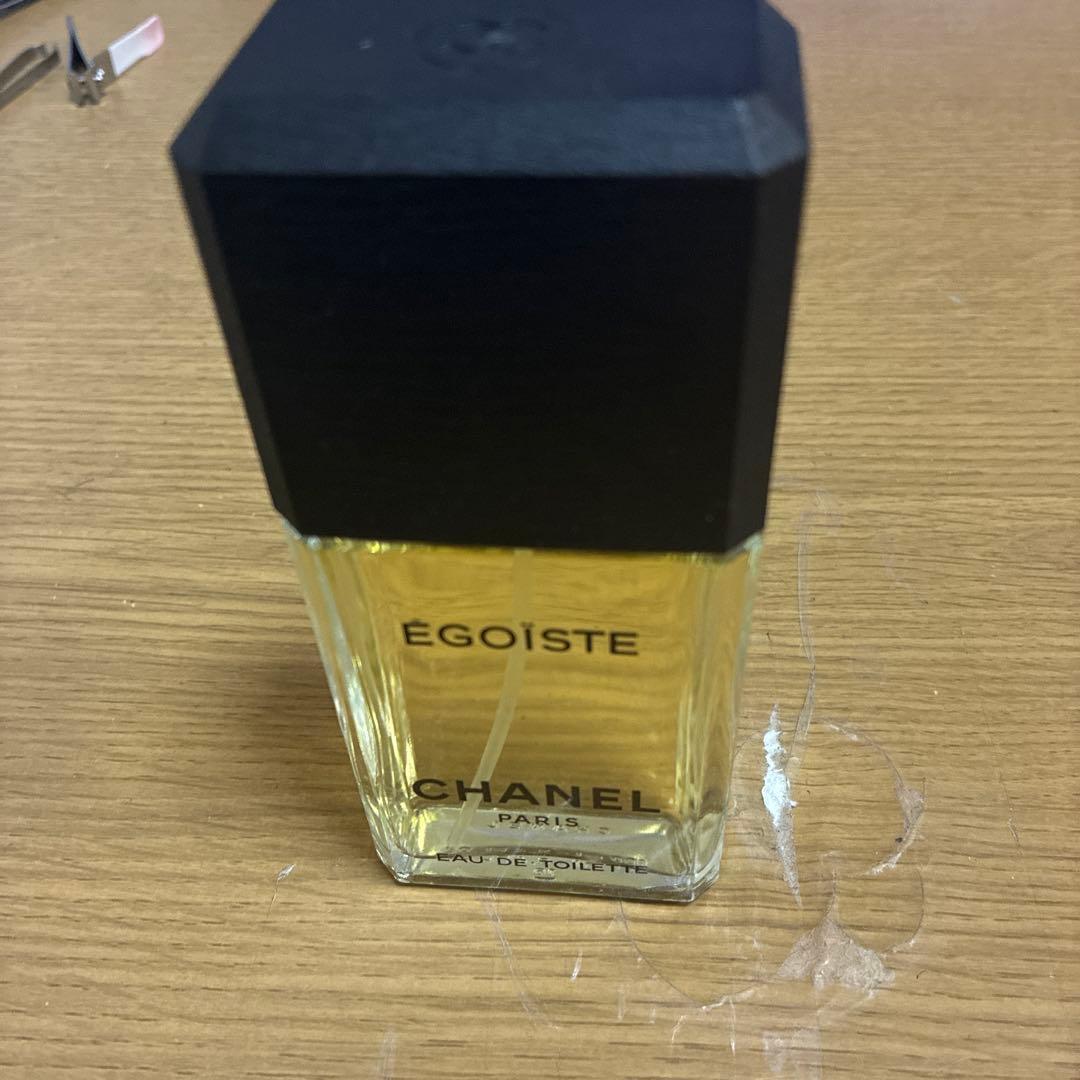 ÉGOÏSTE
CHANEL
PARIS
EAU DE TOILETTE